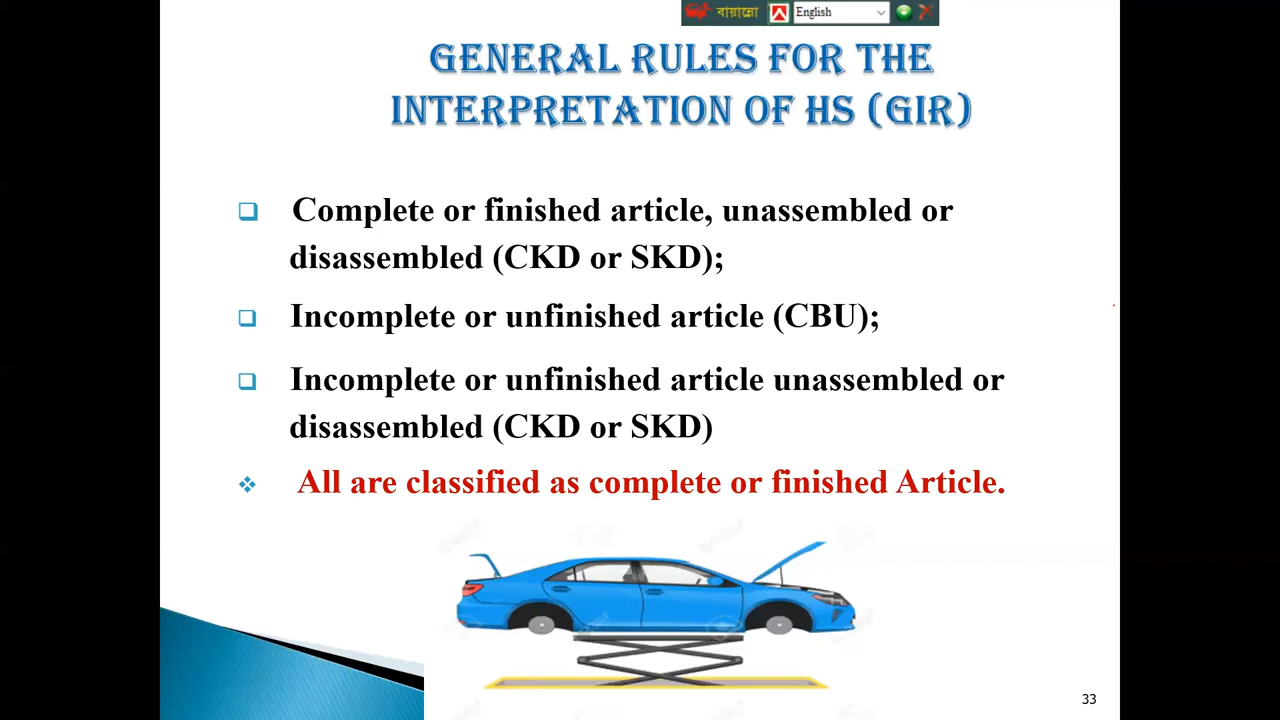 বায়ান্নো English
GENERAL RULES FOR THE
INTERPRETATION OF HS (GIR)
Complete or finished article, unassembled or
disassembled (CKD or SKD);
Incomplete or unfinished article (CBU);
Incomplete or unfinished article unassembled or
disassembled (CKD or SKD)
All are classified as complete or finished Article.
33